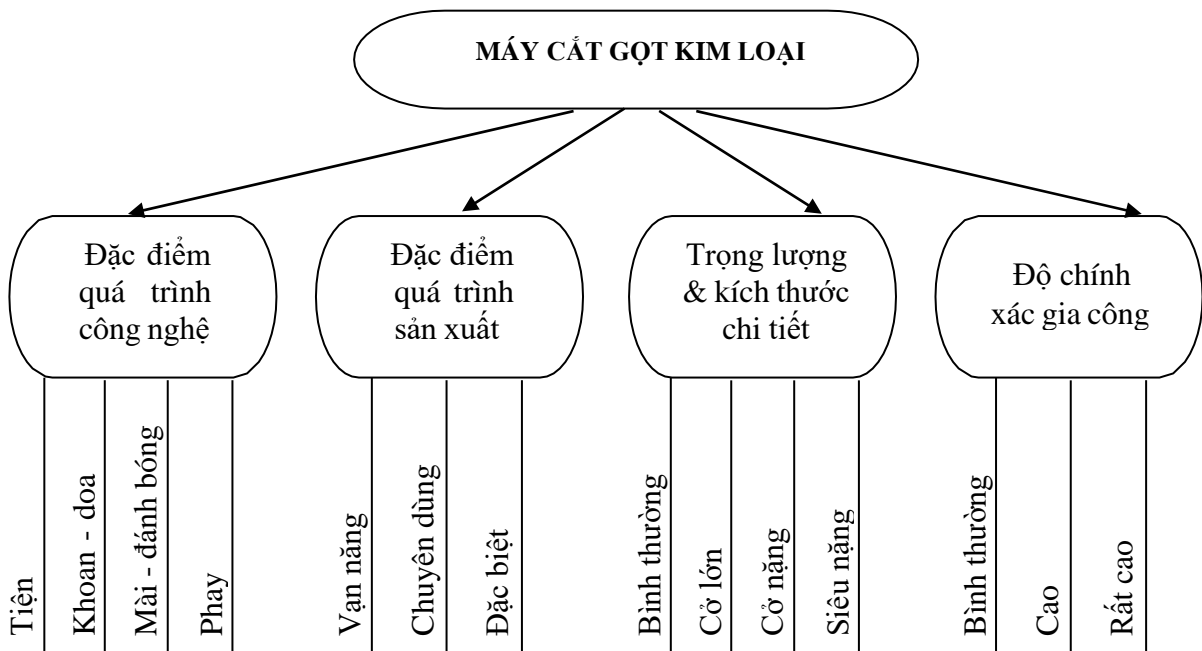 MÁY CẮT GỌT KIM LOẠI
Đặc điểm
quá trình
công nghệ
Đặc điểm
quá trình
sản xuất
Trọng lượng
& kích thước
chi tiết
Độ chính
xác gia công
Tiện
Khoan - doa
Mài - đánh bóng
Phay
Vạn năng
Chuyên dùng
Đặc biệt
Bình thường
Cở lớn
Cở nặng
Siêu nặng
Bình thường
Cao
Rất cao